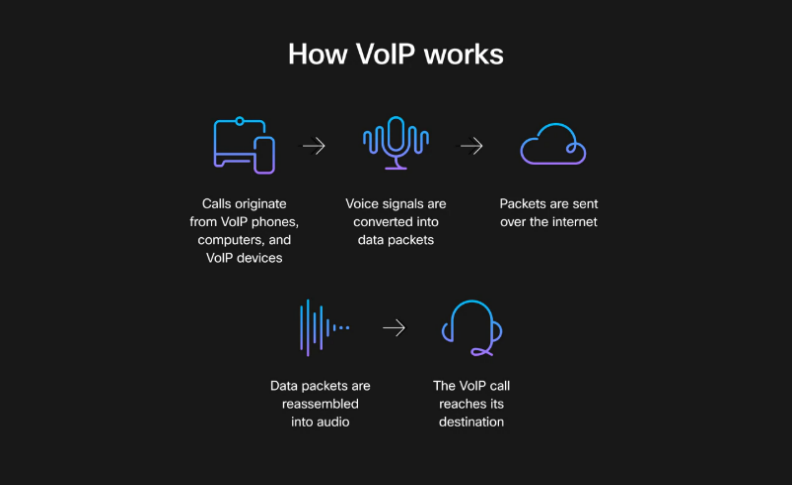 How VoIP works
Calls originate
from VoIP phones,
computers, and
VoIP devices
Voice signals are
converted into
data packets
Packets are sent
over the internet
Data packets are
reassembled
into audio
The VoIP call
reaches its
destination